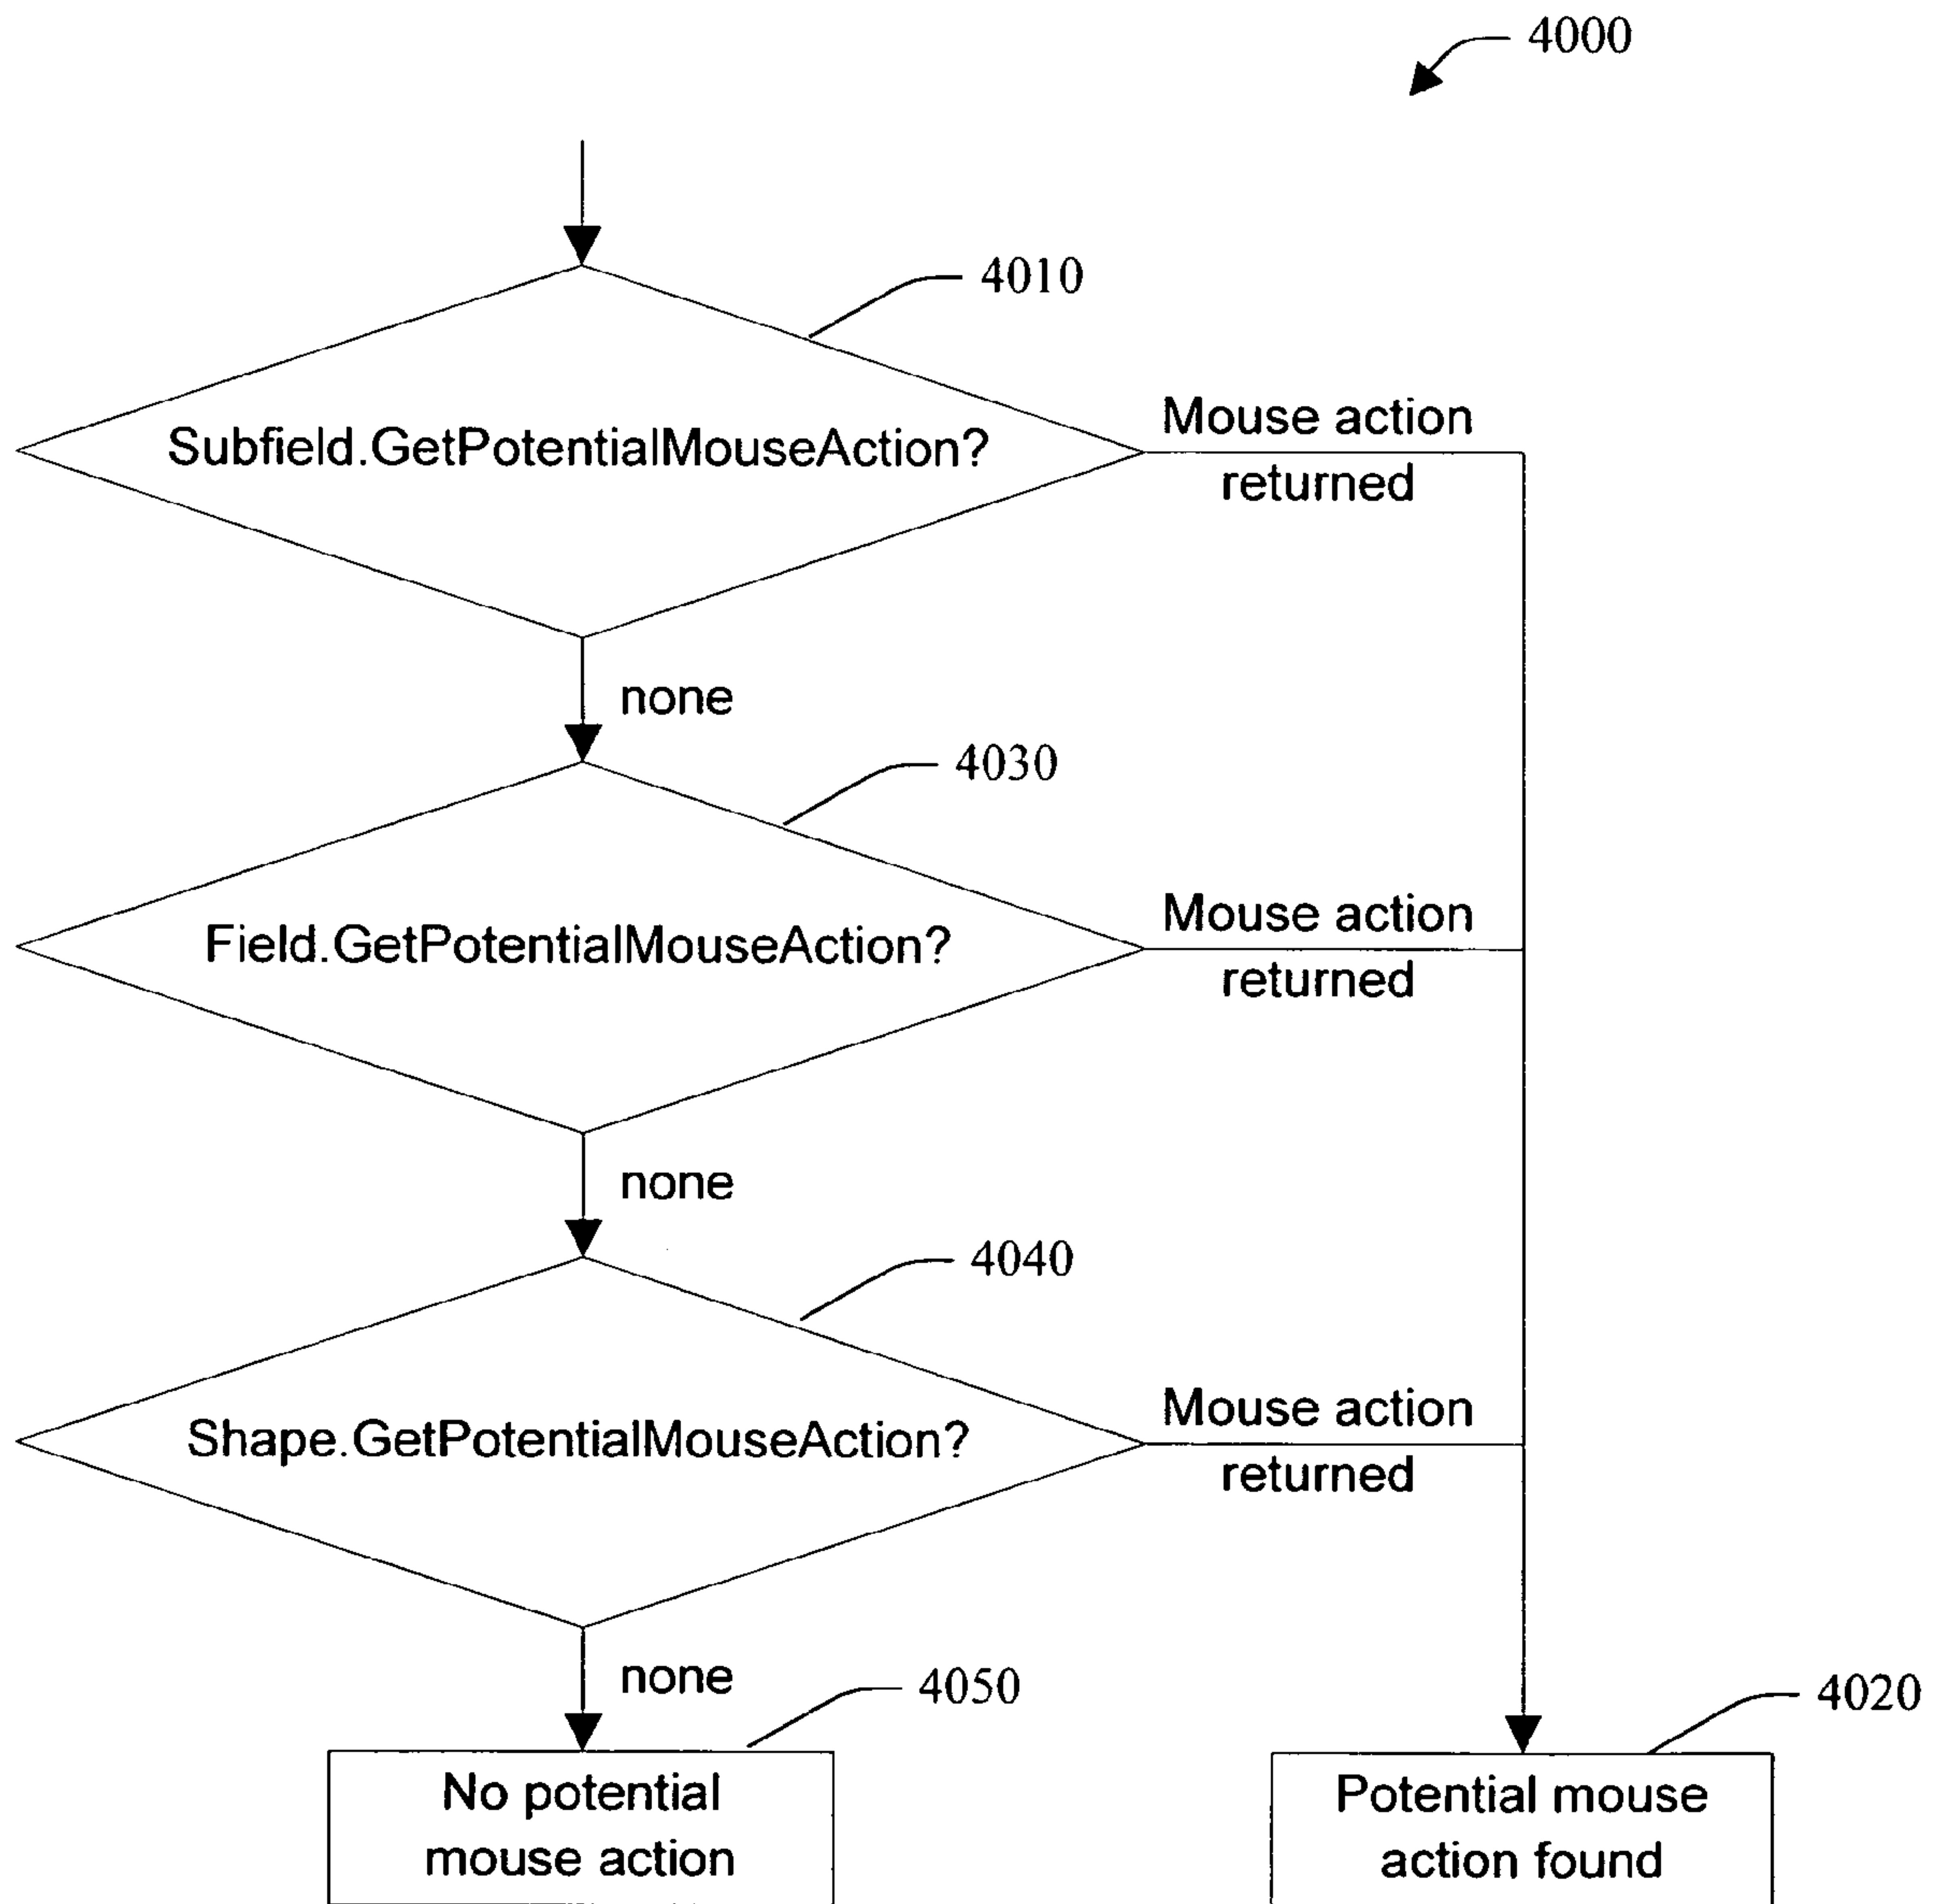 4000
4010
Subfield.GetPotentialMouseAction?
Mouse action
returned
none
4030
Field.GetPotentialMouseAction?
Mouse action
returned
none
4040
Shape.GetPotentialMouseAction?
Mouse action
returned
none
4050
4020
No potential
mouse action
Potential mouse
action found